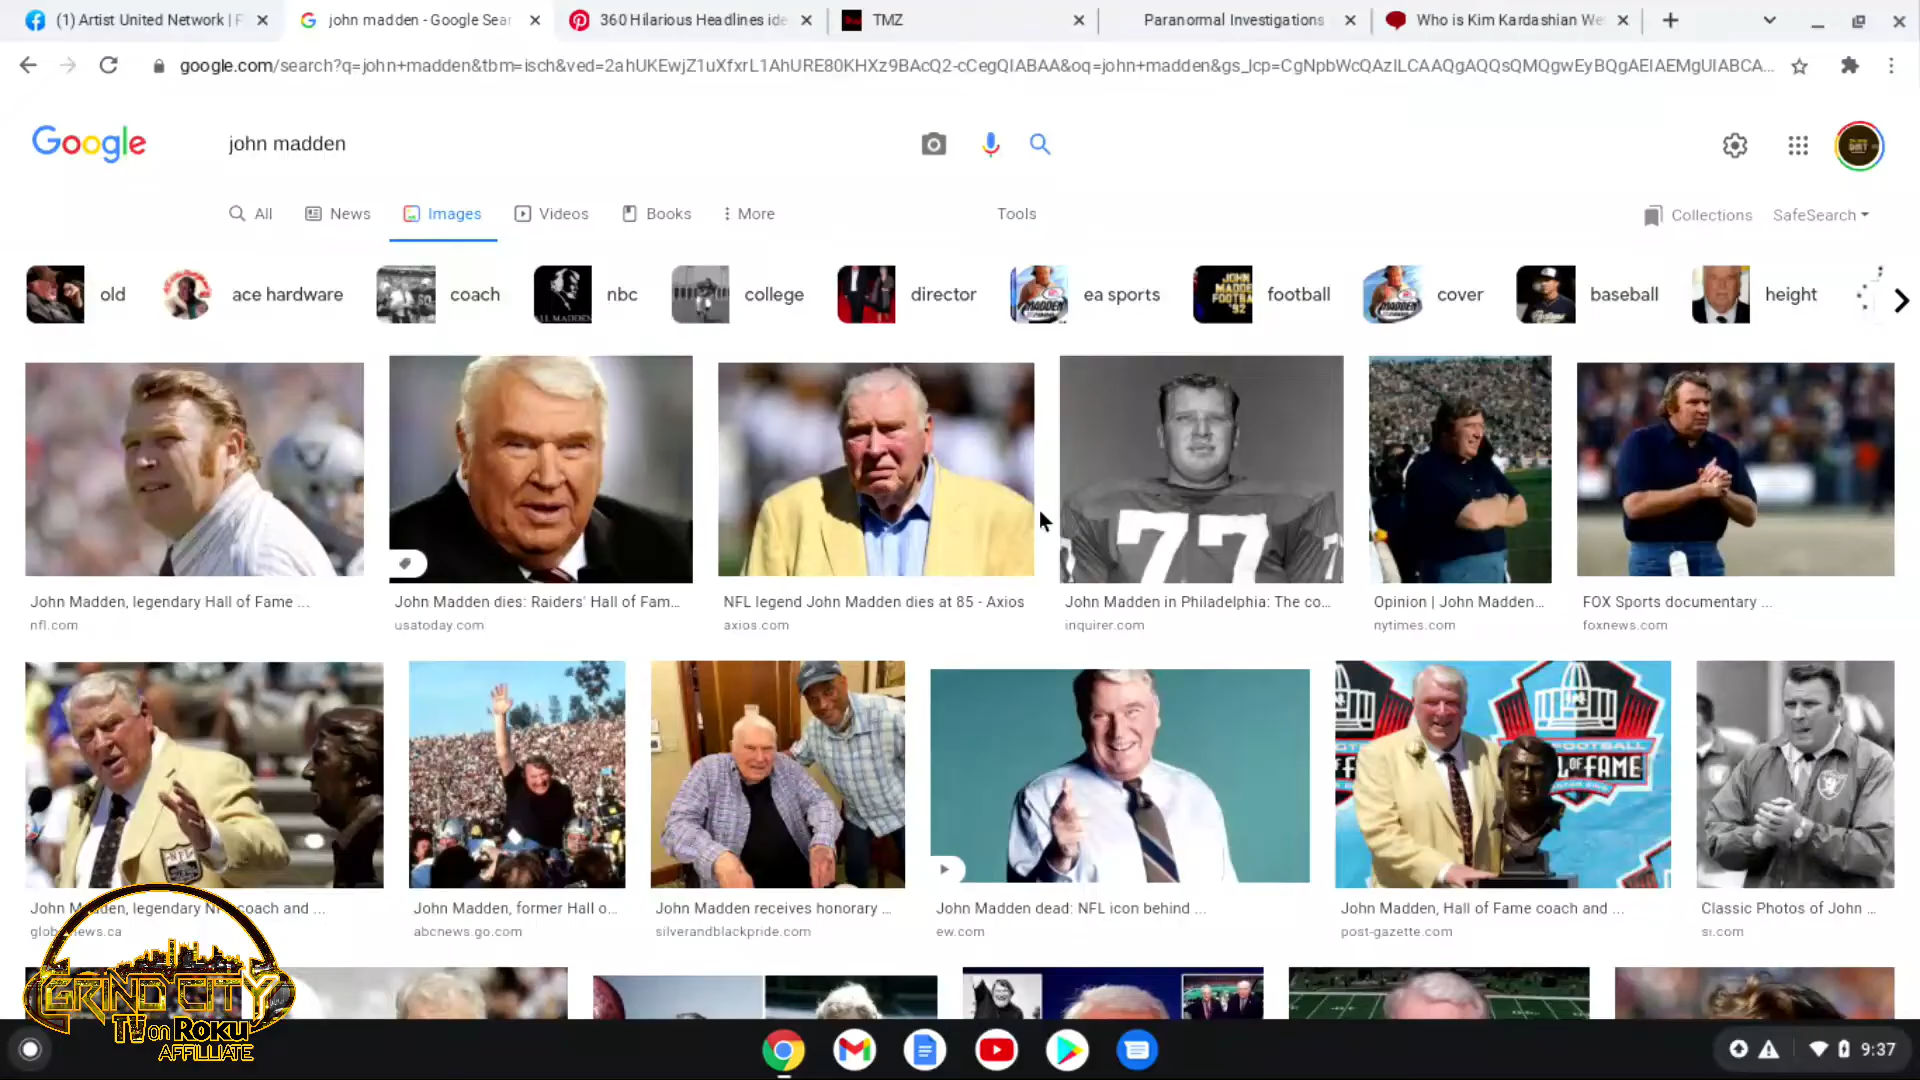 (1) Artist United Network | F
john madden - Google Sear
360 Hilarious Headlines ide
TMZ
Paranormal Investigations
Who is Kim Kardashian We
google.com/search?q=john+madden&tbm=isch&ved=2ahUKEwjZ1uXfxrL1AhURE80KHXz9BAcQ2-cCegQIABAA&oq=john+madden&gs_lcp=CgNpbWcQAzILCAAQgAQQsQMQgwEyBQgAEIAEMgUIABCA...
Google
john madden
All
News
Images
Videos
Books
More
Tools
Collections
SafeSearch
old
ace hardware
coach
nbc
college
director
ea sports
football
cover
baseball
height
John Madden, legendary Hall of Fame ...
nfl.com
John Madden dies: Raiders' Hall of Fam...
usatoday.com
NFL legend John Madden dies at 85 - Axios
axios.com
77
John Madden in Philadelphia: The co...
inquirer.com
Opinion | John Madden...
nytimes.com
FOX Sports documentary ...
foxnews.com
John Madden, former Hall o...
abcnews.go.com
John Madden receives honorary ...
silverandblackpride.com
John Madden dead: NFL icon behind ...
ew.com
John Madden, Hall of Fame coach and ...
post-gazette.com
Classic Photos of John ...
si.com
GRIND CITY
TV on ROKU
AFFILLIATE
9:37